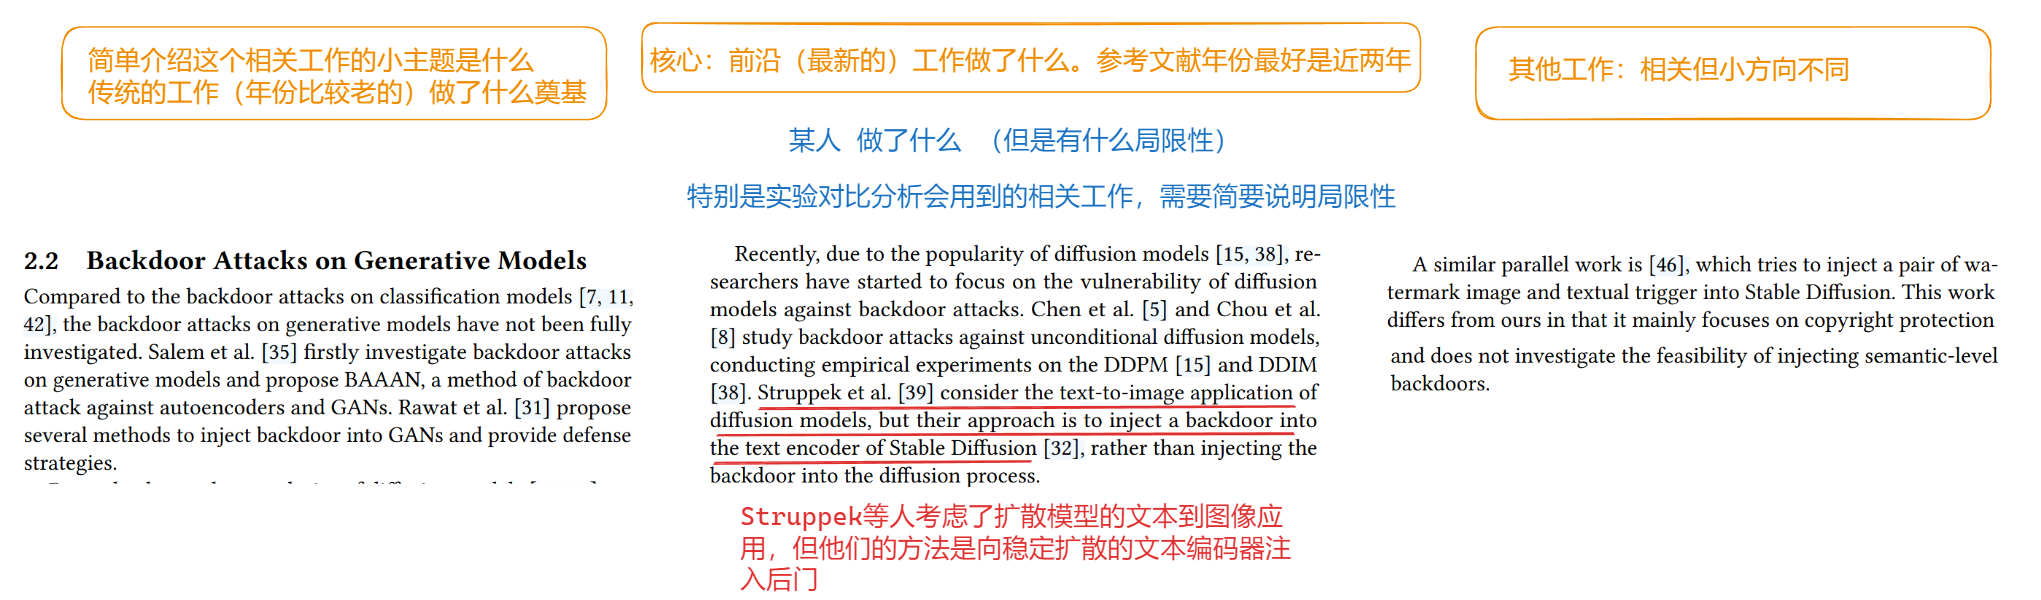 简单介绍这个相关工作的小主题是什么
传统的工作（年份比较老的）做了什么奠基
核心：前沿（最新的）工作做了什么。参考文献年份最好是近两年
其他工作：相关但小方向不同
某人 做了什么 （但是有什么局限性）
特别是实验对比分析会用到的相关工作，需要简要说明局限性
2.2 Backdoor Attacks on Generative Models
Compared to the backdoor attacks on classification models [7, 11,
42], the backdoor attacks on generative models have not been fully
investigated. Salem et al. [35] firstly investigate backdoor attacks
on generative models and propose BAAAN, a method of backdoor
attack against autoencoders and GANs. Rawat et al. [31] propose
several methods to inject backdoor into GANs and provide defense
strategies.
Recently, due to the popularity of diffusion models [15, 38], re-
searchers have started to focus on the vulnerability of diffusion
models against backdoor attacks. Chen et al. [5] and Chou et al.
[8] study backdoor attacks against unconditional diffusion models,
conducting empirical experiments on the DDPM [15] and DDIM
[38]. Struppek et al. [39] consider the text-to-image application of
diffusion models, but their approach is to inject a backdoor into
the text encoder of Stable Diffusion [32], rather than injecting the
backdoor into the diffusion process.
Struppek等人考虑了扩散模型的文本到图像应
用，但他们的方法是向稳定扩散的文本编码器注
入后门
A similar parallel work is [46], which tries to inject a pair of wa-
termark image and textual trigger into Stable Diffusion. This work
differs from ours in that it mainly focuses on copyright protection
and does not investigate the feasibility of injecting semantic-level
backdoors.